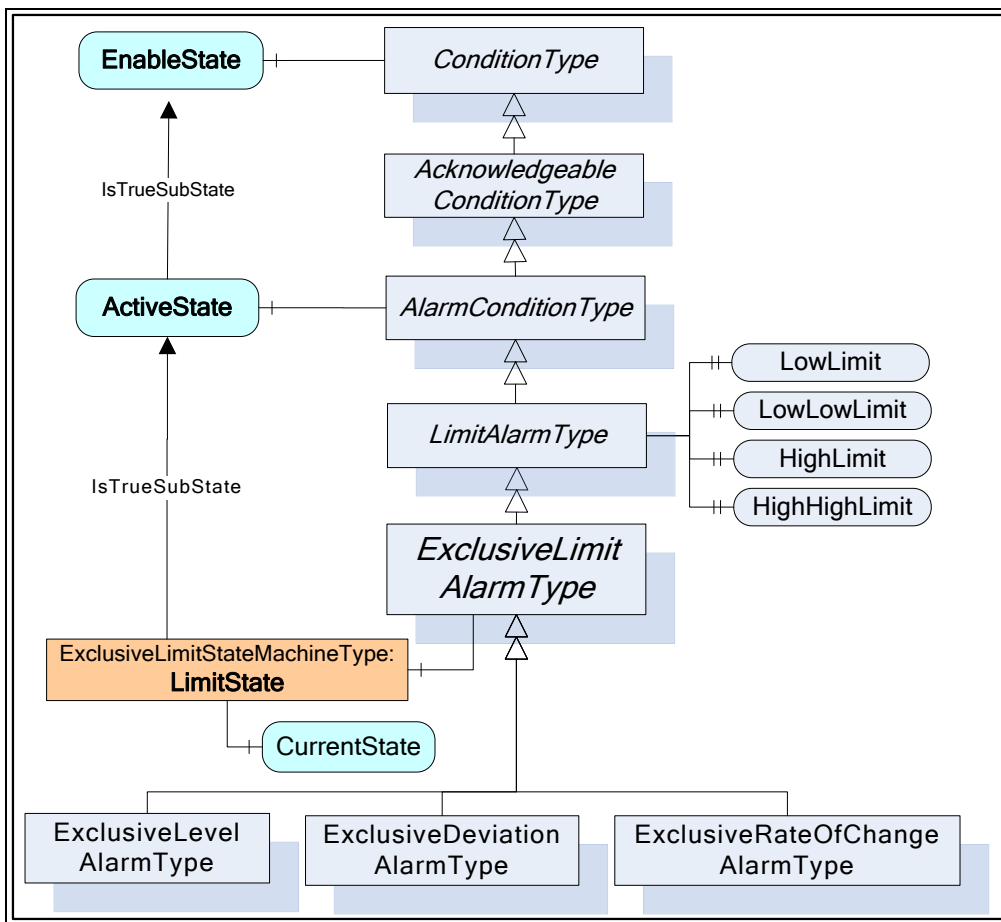 EnableState
ConditionType
IsTrueSubState
Acknowledgeable
ConditionType
ActiveState
AlarmConditionType
LowLimit
LowLowLimit
HighLimit
HighHighLimit
LimitAlarmType
IsTrueSubState
ExclusiveLimit
AlarmType
ExclusiveLimitStateMachineType:
LimitState
CurrentState
ExclusiveLevel
AlarmType
ExclusiveDeviation
AlarmType
ExclusiveRateOfChange
AlarmType